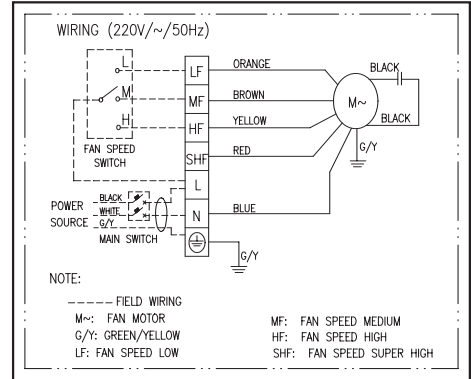 WIRING (220V/~/50Hz)
L
M
H
FAN SPEED
SWITCH
LF
MF
HF
SHF
L
N
ORANGE
BROWN
YELLOW
RED
BLUE
BLACK
M~
BLACK
G/Y
POWER
SOURCE
BLACK
WHITE
G/Y
MAIN SWITCH
G/Y
NOTE:
------ FIELD WIRING
M~: FAN MOTOR
G/Y: GREEN/YELLOW
LF: FAN SPEED LOW
MF: FAN SPEED MEDIUM
HF: FAN SPEED HIGH
SHF: FAN SPEED SUPER HIGH